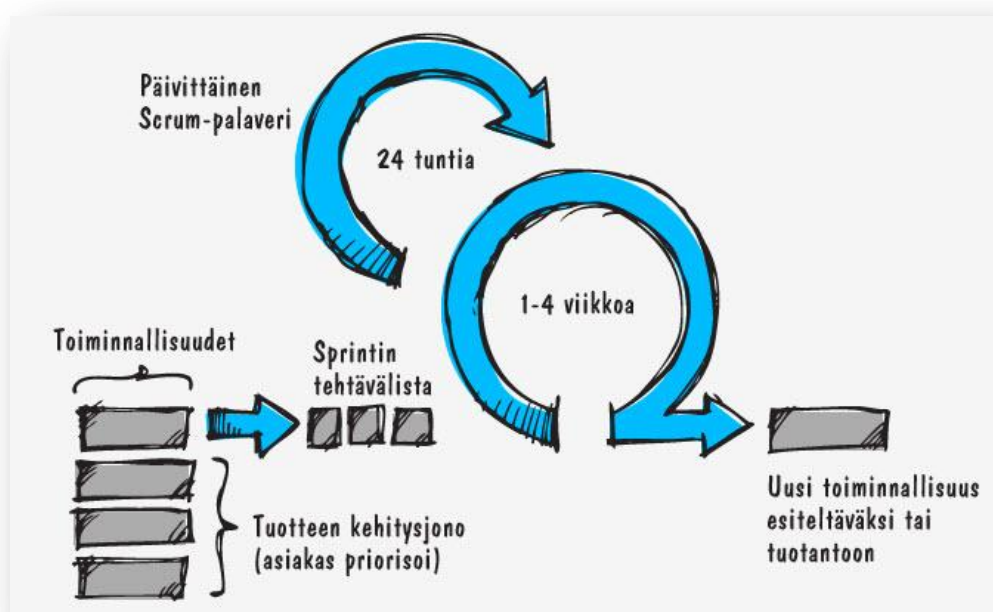 Päivittäinen
Scrum-palaveri
24 tuntia
1-4 viikkoa
Toiminnallisuudet
Sprintin
tehtävälista
Tuotteen kehitysjono
(asiakas priorisoi)
Uusi toiminnallisuus
esiteltäväksi tai
tuotantoon